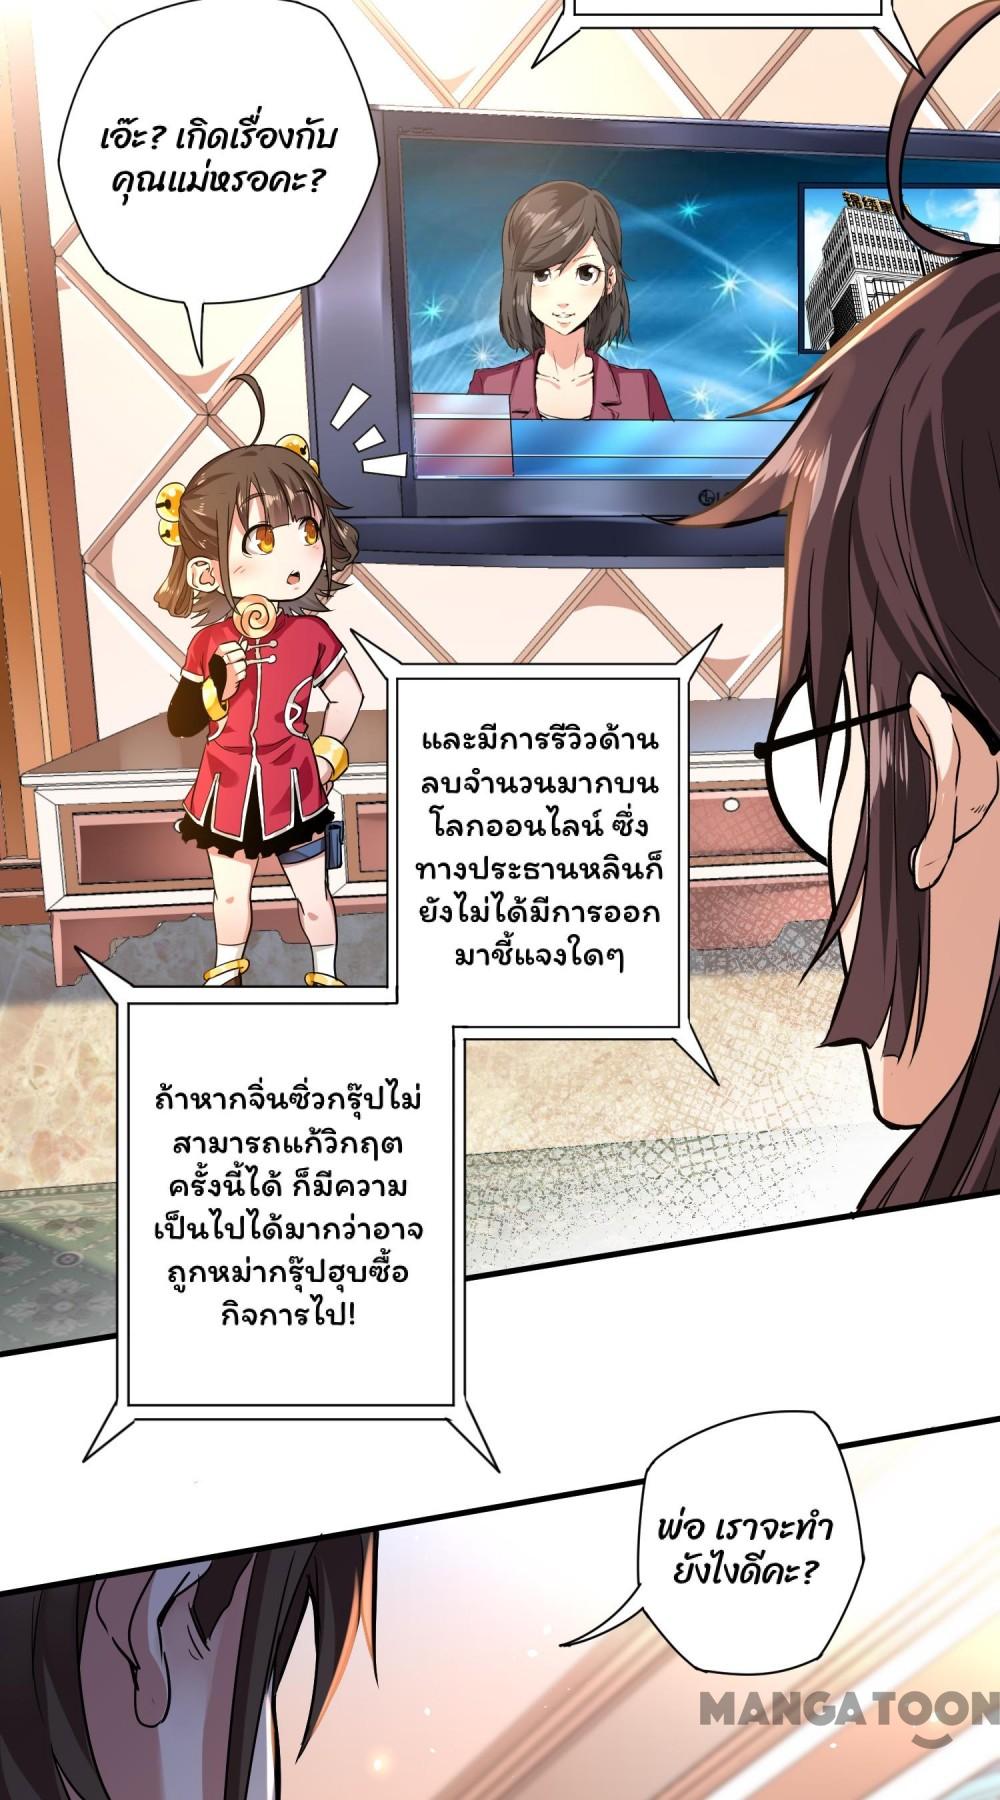 เอ๊ะ? เกิดเรื่องกับ
คุณแม่หรอคะ?
锦绣集
LG
และมีการรีวิวด้าน
ลบจำนวนมากบน
โลกออนไลน์ ซึ่ง
ทางประธานหลินก็
ยังไม่ได้มีการออก
มาชี้แจงใดๆ
ถ้าหากจิ่นซิ่วกรุ๊ปไม่
สามารถแก้วิกฤต
ครั้งนี้ได้ ก็มีความ
เป็นไปได้มากว่าอาจ
ถูกหม่ากรุ๊ปฮุบซื้อ
กิจการไป!
พ่อ เราจะทำ
ยังไงดีคะ?
MANGATOON